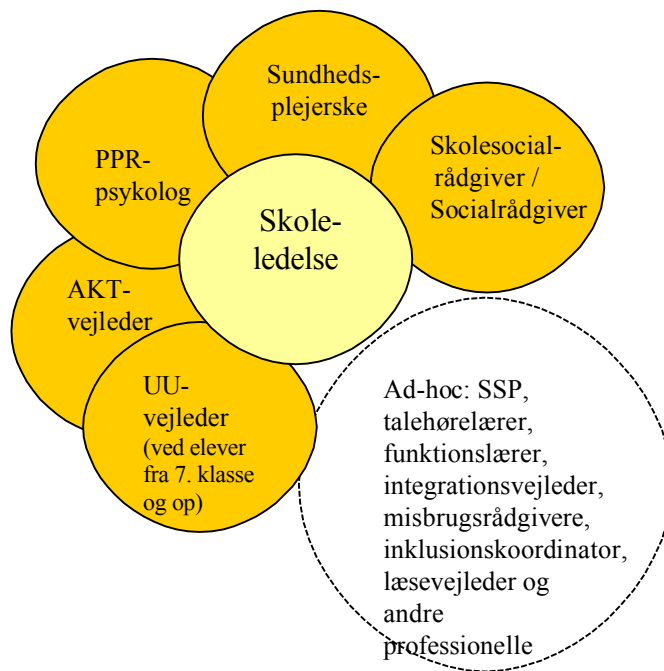 Sundheds-
plejerske
PPR-
psykolog
Skolesocial-
rådgiver /
Socialrådgiver
Skole-
ledelse
AKT-
vejleder
UU-
vejleder
(ved elever
fra 7. klasse
og op)
Ad-hoc: SSP,
talehørelærer,
funktionslærer,
integrationsvejleder,
misbrugsrådgivere,
inklusionskoordinator,
læsevejleder og
andre
professionelle